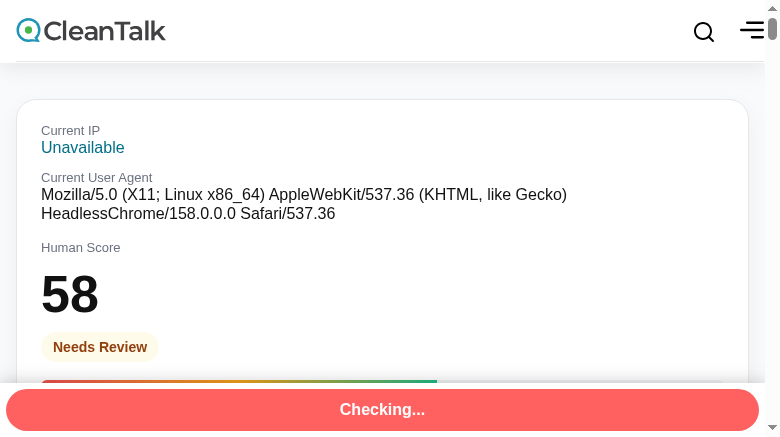 CleanTalk
Current IP
Unavailable
Current User Agent
Mozilla/5.0 (X11; Linux x86_64) AppleWebKit/537.36 (KHTML, like Gecko)
HeadlessChrome/158.0.0.0 Safari/537.36
Human Score
58
Needs Review
Checking...